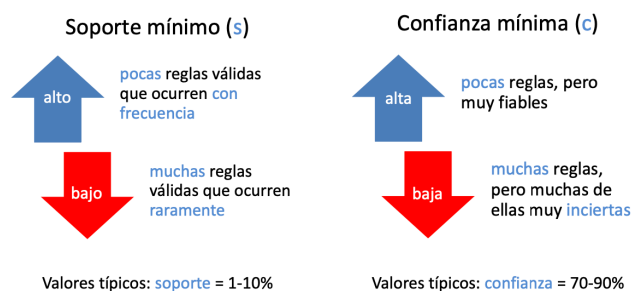 Soporte mínimo (s)
alto
pocas reglas válidas
que ocurren con
frecuencia
bajo
muchas reglas
válidas que ocurren
raramente
Valores típicos: soporte = 1-10%
Confianza mínima (c)
alta
pocas reglas, pero
muy fiables
baja
muchas reglas,
pero muchas de
ellas muy inciertas
Valores típicos: confianza = 70-90%